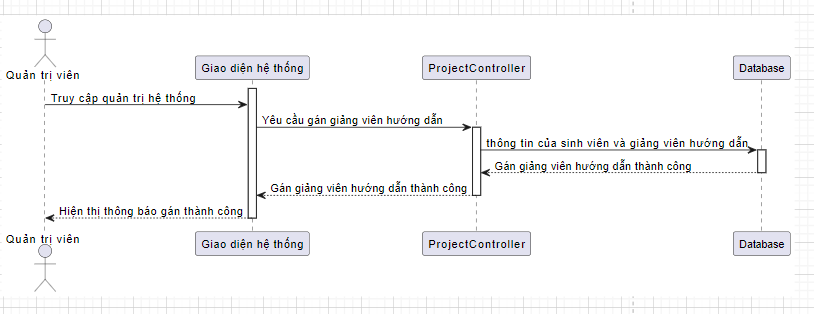 Quản trị viên
Giao diện hệ thống
ProjectController
Database
Truy cập quản trị hệ thống
Yêu cầu gán giảng viên hướng dẫn
thông tin của sinh viên và giảng viên hướng dẫn
Gán giảng viên hướng dẫn thành công
Gán giảng viên hướng dẫn thành công
Hiện thị thông báo gán thành công
Quản trị viên
Giao diện hệ thống
ProjectController
Database